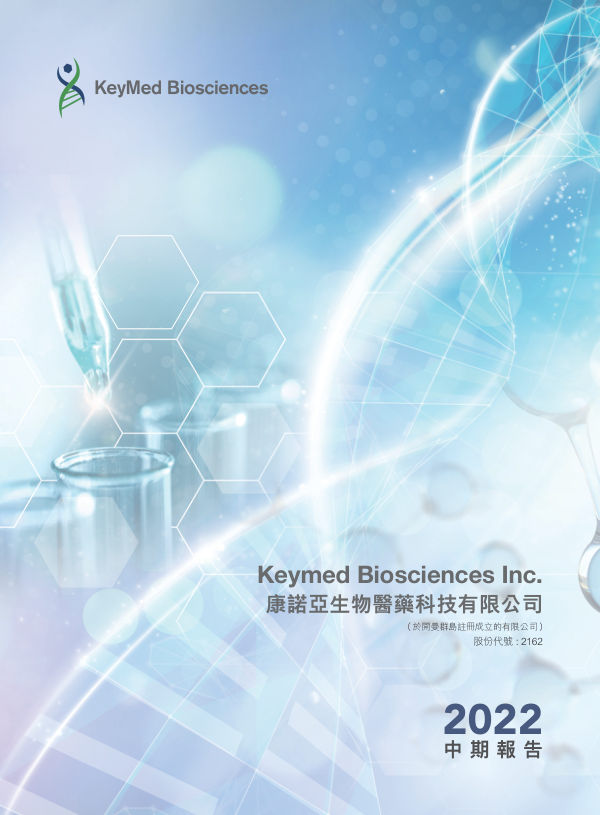 KeyMed Biosciences
Keymed Biosciences Inc.
康諾亞生物醫藥科技有限公司
（於開曼群島註冊成立的有限公司）
股份代號 : 2162
2022
中期報告